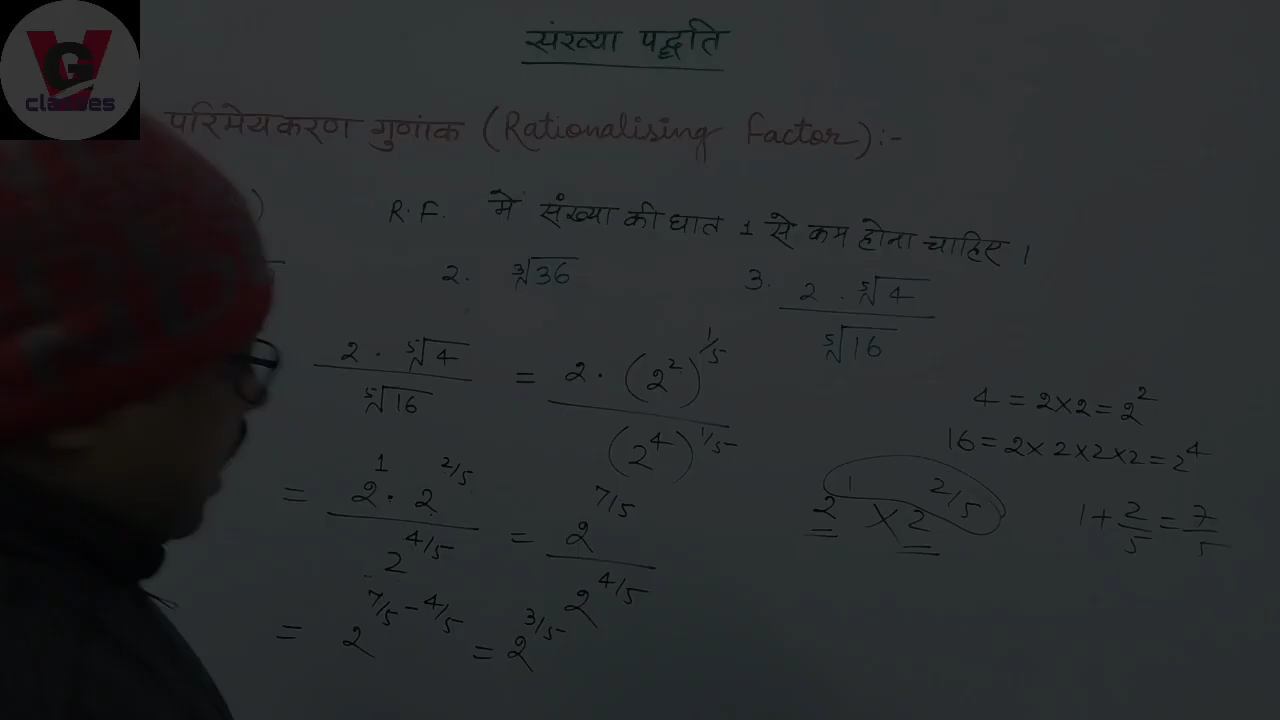 VG classes
संख्या पद्धति
परिमेयकरण गुणांक (Rationalising Factor):-
R.F. में संख्या की घात 1 से कम होना चाहिए।
2. ∛36
3. 2 · ⁵√4 / ⁵√16
2 · ⁵√4 / ⁵√16 = 2 · (2²)^1/5 / (2⁴)^1/5
4 = 2×2 = 2²
16 = 2×2×2×2 = 2⁴
= 2¹ · 2^2/5 / 2^4/5 = 2^7/5 / 2^4/5
2¹ × 2^2/5
1 + 2/5 = 7/5
= 2^7/5-4/5 = 2^3/5